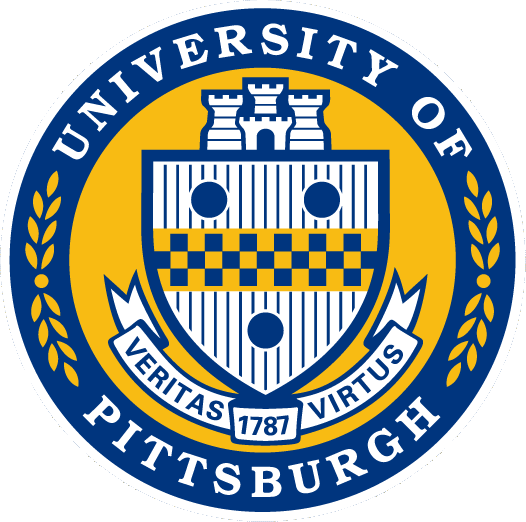 UNIVERSITY OF
PITTSBURGH
VERITAS
1787
VIRTUS